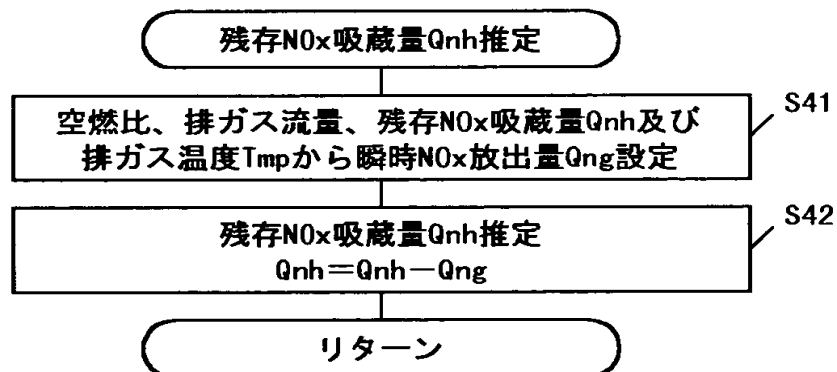 残存NOx吸蔵量Qnh推定
S41
空燃比、排ガス流量、残存NOx吸蔵量Qnh及び
排ガス温度Tmpから瞬時NOx放出量Qng設定
S42
残存NOx吸蔵量Qnh推定
Qnh＝Qnh－Qng
リターン